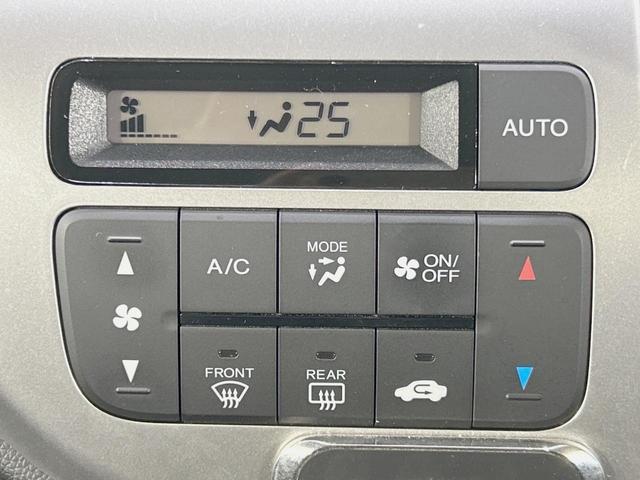 25
AUTO
A/C
MODE
ON/
OFF
FRONT
REAR